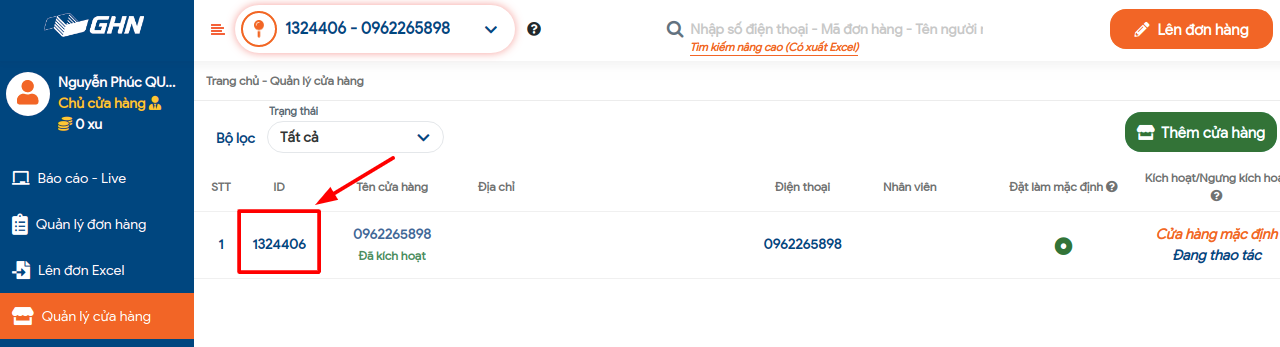 GHN
1324406 - 0962265898
Nhập số điện thoại - Mã đơn hàng - Tên người
Tìm kiếm nâng cao (Có xuất Excel)
Lên đơn hàng
Nguyễn Phúc QU...
Chủ cửa hàng
0 xu
Báo cáo - Live
Quản lý đơn hàng
Lên đơn Excel
Quản lý cửa hàng
Trang chủ - Quản lý cửa hàng
Bộ lọc
Trạng thái
Tất cả
Thêm cửa hàng
STT
ID
Tên cửa hàng
Địa chỉ
Điện thoại
Nhân viên
Đặt làm mặc định
Kích hoạt/Ngưng kích hoạ
1
1324406
0962265898
Đã kích hoạt
0962265898
Cửa hàng mặc định
Đang thao tác